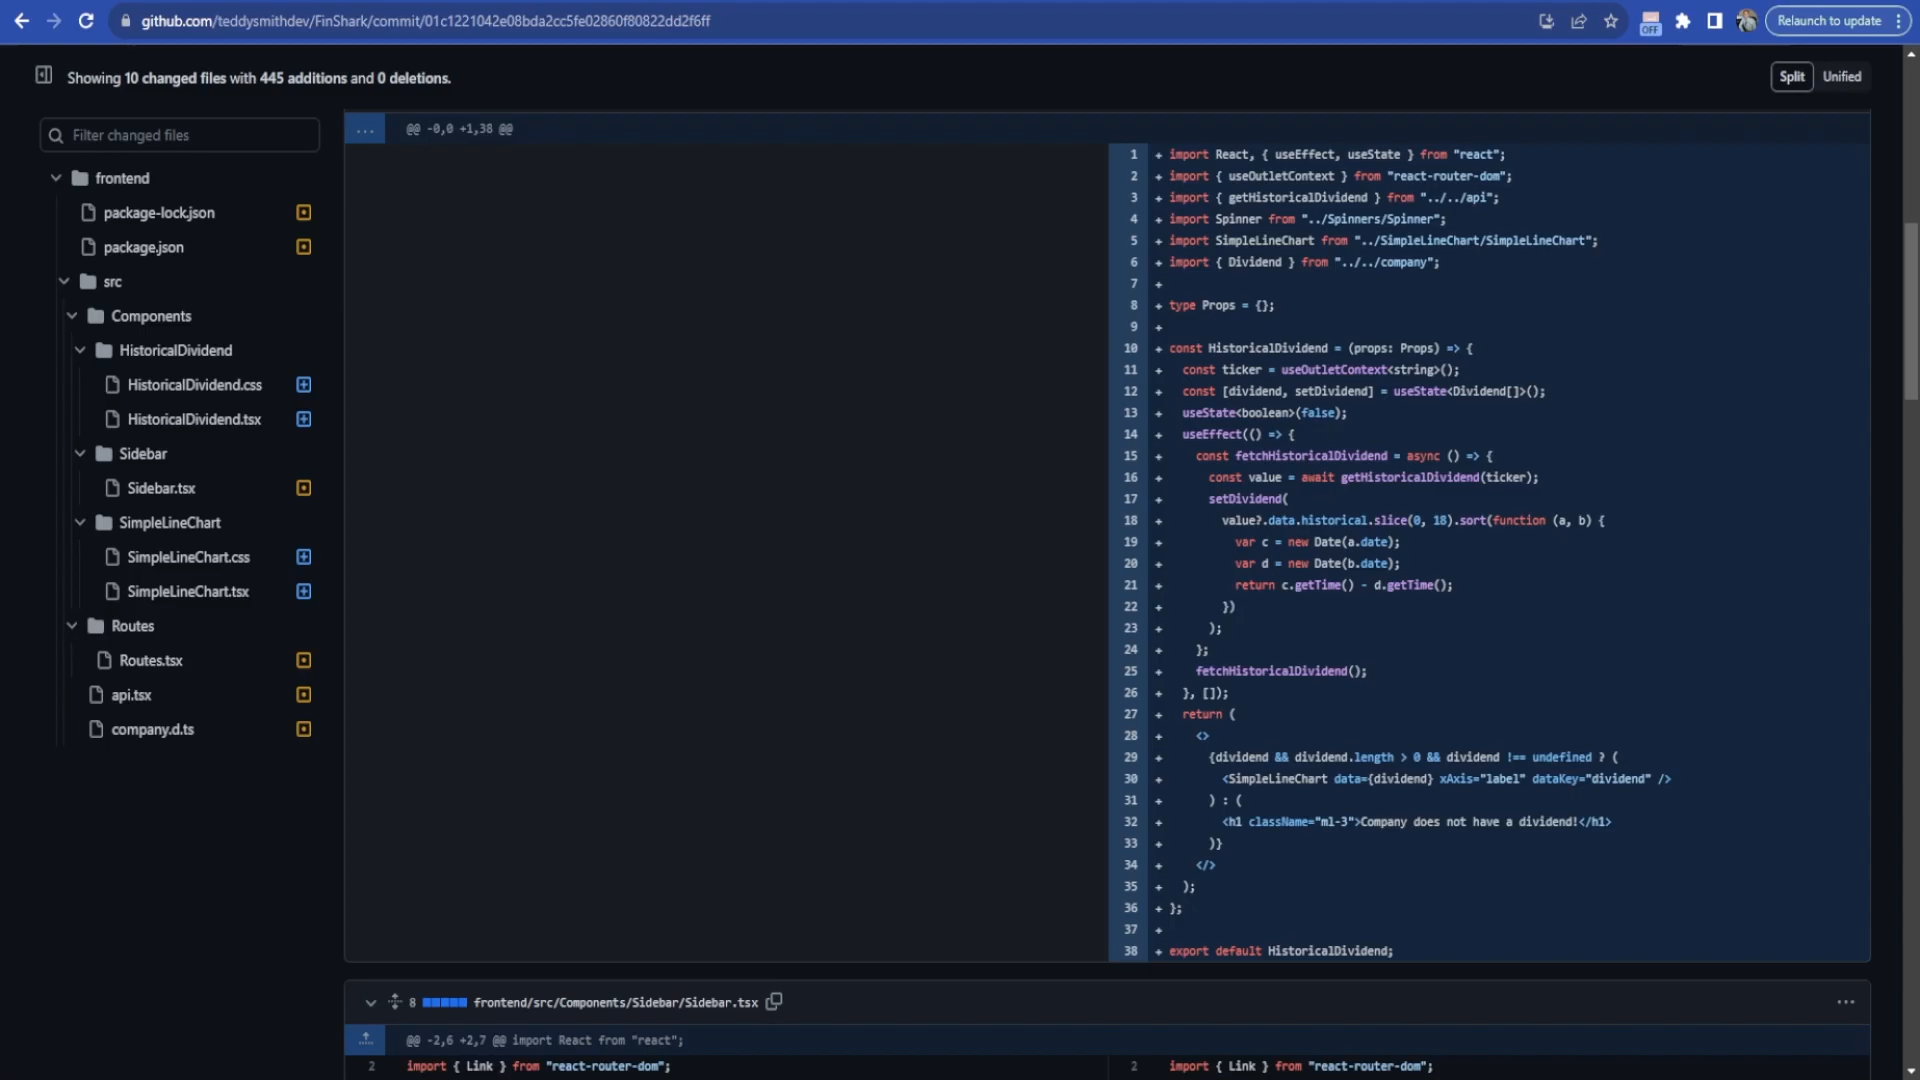 github.com/teddysmithdev/FinShark/commit/01c1221042e08bda2cc5fe02860f80822dd2f6ff
OFF
Relaunch to update
Showing 10 changed files with 445 additions and 0 deletions.
Split
Unified
Filter changed files
frontend
package-lock.json
package.json
src
Components
HistoricalDividend
HistoricalDividend.css
HistoricalDividend.tsx
Sidebar
Sidebar.tsx
SimpleLineChart
SimpleLineChart.css
SimpleLineChart.tsx
Routes
Routes.tsx
api.tsx
company.d.ts
... @@ -0,0 +1,38 @@
1 + import React, { useEffect, useState } from "react";
2 + import { useOutletContext } from "react-router-dom";
3 + import { getHistoricalDividend } from "../../api";
4 + import Spinner from "../Spinners/Spinner";
5 + import SimpleLineChart from "../SimpleLineChart/SimpleLineChart";
6 + import { Dividend } from "../../company";
7 +
8 + type Props = {};
9 +
10 + const HistoricalDividend = (props: Props) => {
11 + const ticker = useOutletContext<string>();
12 + const [dividend, setDividend] = useState<Dividend[]>();
13 + useState<boolean>(false);
14 + useEffect(() => {
15 + const fetchHistoricalDividend = async () => {
16 + const value = await getHistoricalDividend(ticker);
17 + setDividend(
18 + value?.data.historical.slice(0, 18).sort(function (a, b) {
19 + var c = new Date(a.date);
20 + var d = new Date(b.date);
21 + return c.getTime() - d.getTime();
22 + })
23 + );
24 + };
25 + fetchHistoricalDividend();
26 + }, []);
27 + return (
28 + <>
29 + {dividend && dividend.length > 0 && dividend !== undefined ? (
30 + <SimpleLineChart data={dividend} xAxis="label" dataKey="dividend" />
31 + ) : (
32 + <h1 className="ml-3">Company does not have a dividend!</h1>
33 + )}
34 + </>
35 + );
36 + };
37 +
38 + export default HistoricalDividend;
8 frontend/src/Components/Sidebar/Sidebar.tsx
@@ -2,6 +2,7 @@ import React from "react";
2 import { Link } from "react-router-dom";
2 import { Link } from "react-router-dom";